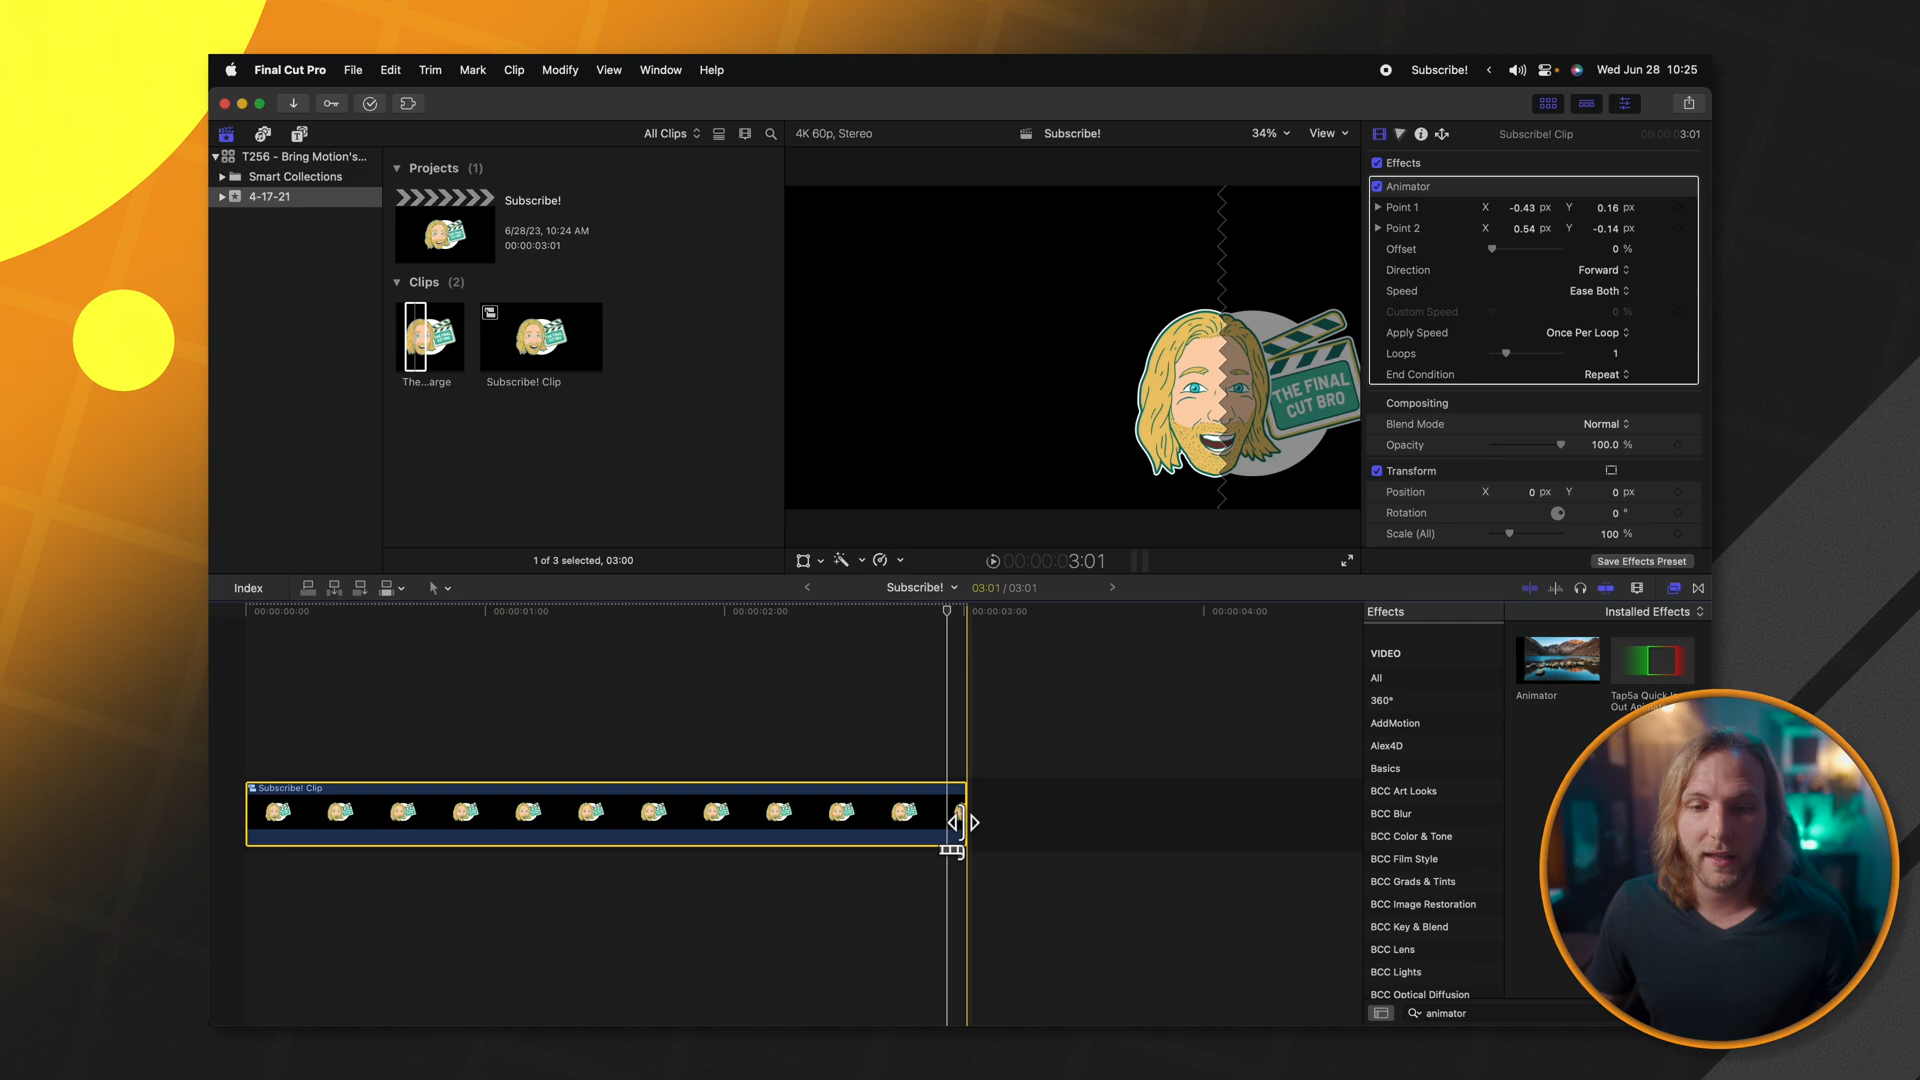 Final Cut Pro File Edit Trim Mark Clip Modify View Window Help
Subscribe! Wed Jun 28 10:25
All Clips
4K 60p, Stereo
Subscribe!
34%
View
Subscribe! Clip
00:00:03:01
T256 - Bring Motion's...
Smart Collections
4-17-21
Projects (1)
Subscribe!
6/28/23, 10:24 AM
00:00:03:01
Clips (2)
The...arge
Subscribe! Clip
1 of 3 selected, 03:00
THE FINAL
CUT BRO
00:00:03:01
Effects
Animator
Point 1 X -0.43 px Y 0.16 px
Point 2 X 0.54 px Y -0.14 px
Offset 0 %
Direction Forward
Speed Ease Both
Custom Speed 0 %
Apply Speed Once Per Loop
Loops 1
End Condition Repeat
Compositing
Blend Mode Normal
Opacity 100.0 %
Transform
Position X 0 px Y 0 px
Rotation 0 °
Scale (All) 100 %
Save Effects Preset
Index
Subscribe!
03:01 / 03:01
00:00:00:00
00:00:01:00
00:00:02:00
00:00:03:00
00:00:04:00
Subscribe! Clip
Effects
Installed Effects
VIDEO
All
360°
AddMotion
Alex4D
Basics
BCC Art Looks
BCC Blur
BCC Color & Tone
BCC Film Style
BCC Grads & Tints
BCC Image Restoration
BCC Key & Blend
BCC Lens
BCC Lights
BCC Optical Diffusion
Animator
Tap5a Quick
Out
animator